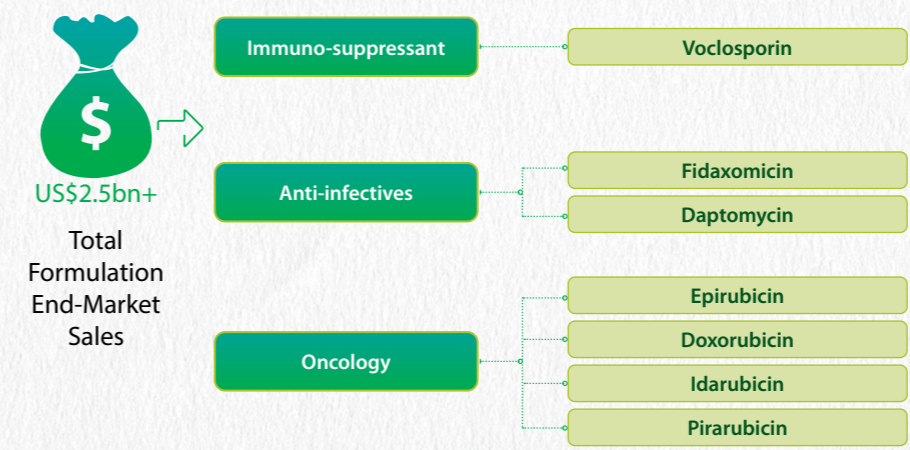 $
US$2.5bn+
Total
Formulation
End-Market
Sales
Immuno-suppressant
Voclosporin
Anti-infectives
Fidaxomicin
Daptomycin
Oncology
Epirubicin
Doxorubicin
Idarubicin
Pirarubicin